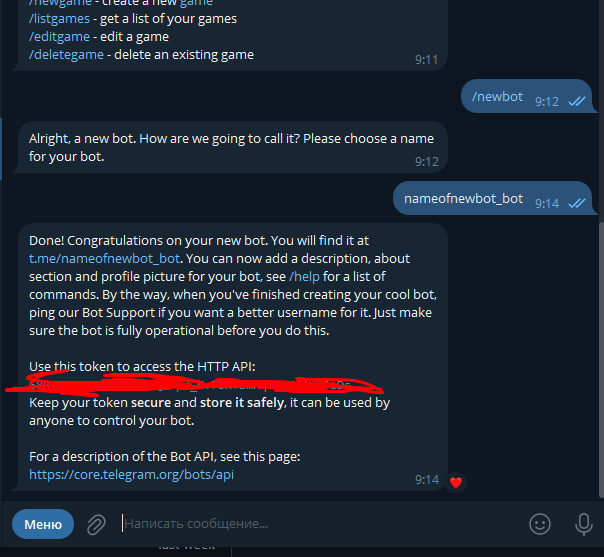 /newgame - create a new game
/listgames - get a list of your games
/editgame - edit a game
/deletegame - delete an existing game
9:11
/newbot 9:12
Alright, a new bot. How are we going to call it? Please choose a name
for your bot.
9:12
nameofnewbot_bot 9:14
Done! Congratulations on your new bot. You will find it at
t.me/nameofnewbot_bot. You can now add a description, about
section and profile picture for your bot, see /help for a list of
commands. By the way, when you've finished creating your cool bot,
ping our Bot Support if you want a better username for it. Just make
sure the bot is fully operational before you do this.
Use this token to access the HTTP API:
Keep your token secure and store it safely, it can be used by
anyone to control your bot.
For a description of the Bot API, see this page:
https://core.telegram.org/bots/api
9:14
Меню
Написать сообщение...
last week